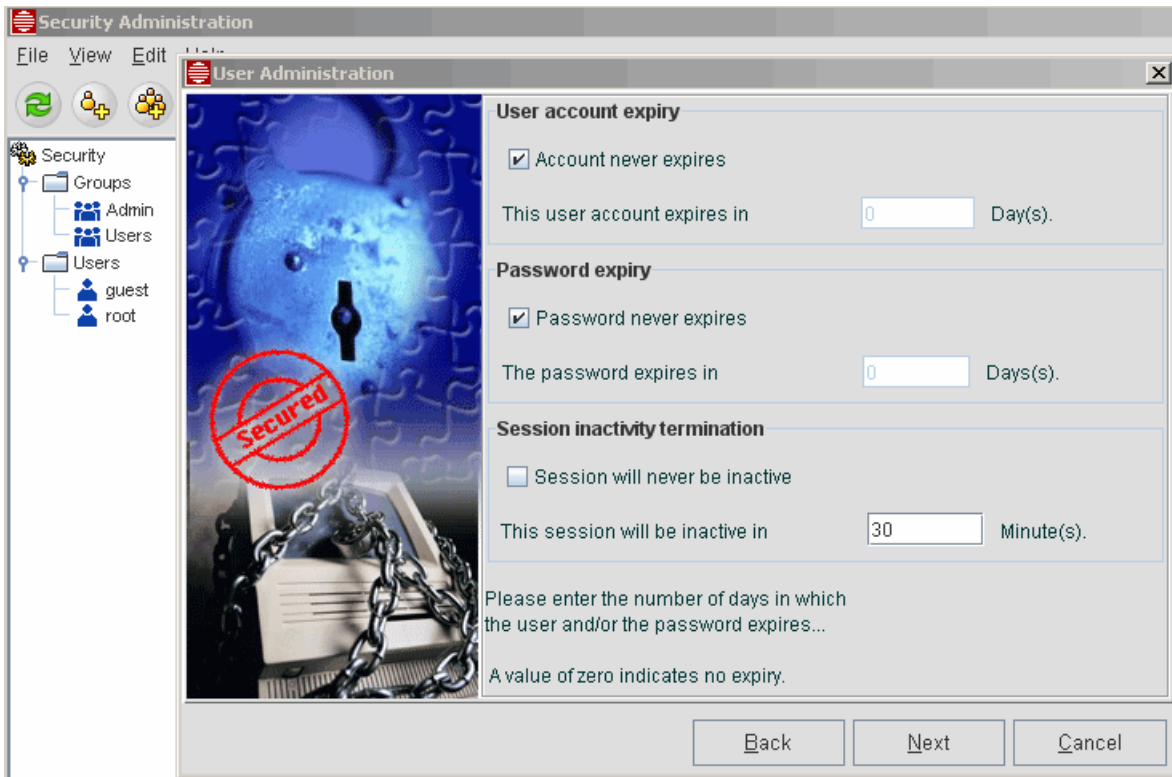 Security Administration
File View Edit Help
User Administration
Security
Groups
Admin
Users
Users
guest
root
Secured
User account expiry
Account never expires
This user account expires in 0 Day(s).
Password expiry
Password never expires
The password expires in 0 Days(s).
Session inactivity termination
Session will never be inactive
This session will be inactive in 30 Minute(s).
Please enter the number of days in which
the user and/or the password expires...
A value of zero indicates no expiry.
Back Next Cancel